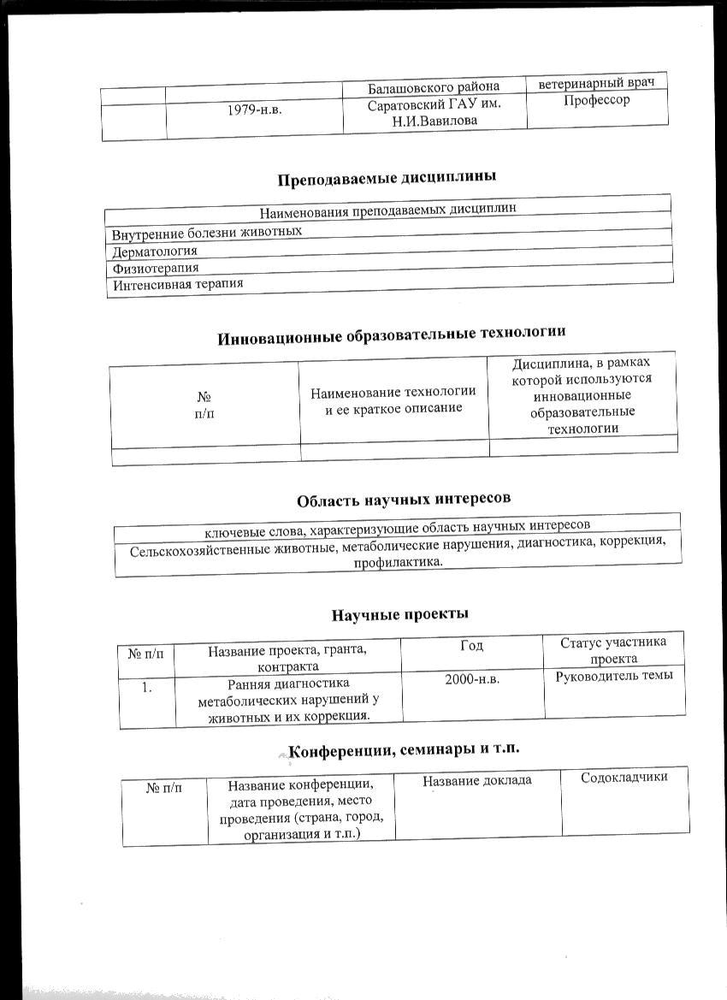 Балашовского района ветеринарный врач
1979-н.в. Саратовский ГАУ им. Профессор
Н.И.Вавилова
Преподаваемые дисциплины
Наименования преподаваемых дисциплин
Внутренние болезни животных
Дерматология
Физиотерапия
Интенсивная терапия
Инновационные образовательные технологии
№
п/п
Наименование технологии
и ее краткое описание
Дисциплина, в рамках
которой используются
инновационные
образовательные
технологии
Область научных интересов
ключевые слова, характеризующие область научных интересов
Сельскохозяйственные животные, метаболические нарушения, диагностика, коррекция,
профилактика.
Научные проекты
№ п/п
Название проекта, гранта,
контракта
Год
Статус участника
проекта
1.
Ранняя диагностика
метаболических нарушений у
животных и их коррекция.
2000-н.в.
Руководитель темы
Конференции, семинары и т.п.
№ п/п
Название конференции,
дата проведения, место
проведения (страна, город,
организация и т.п.)
Название доклада
Содокладчики